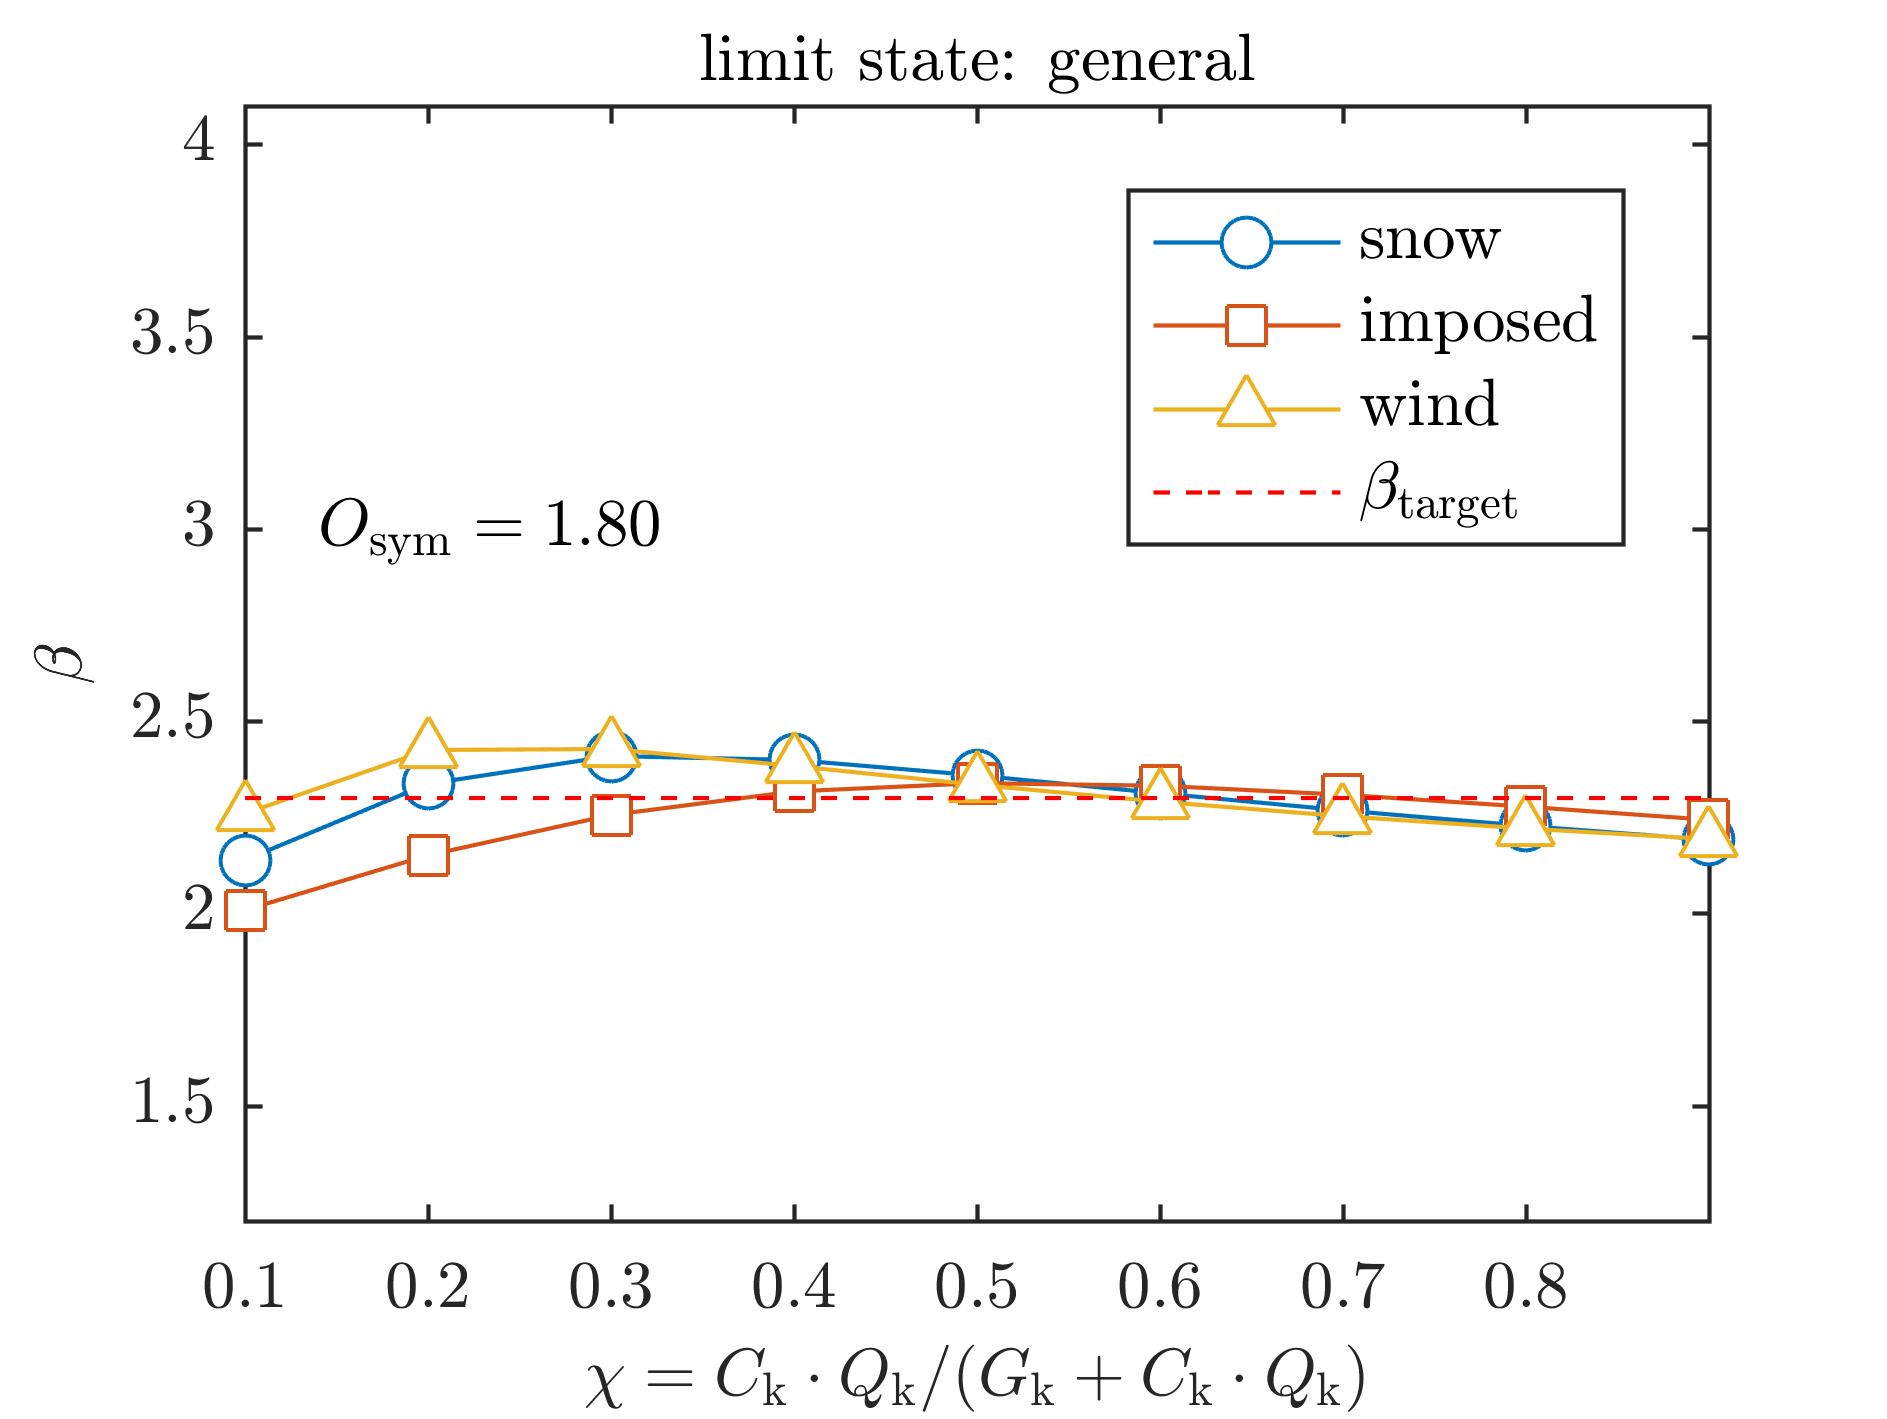 limit state: general
4
3.5
3
2.5
2
1.5
β
O_sym = 1.80
snow
imposed
wind
β_target
0.1 0.2 0.3 0.4 0.5 0.6 0.7 0.8
χ = C_k · Q_k/(G_k + C_k · Q_k)